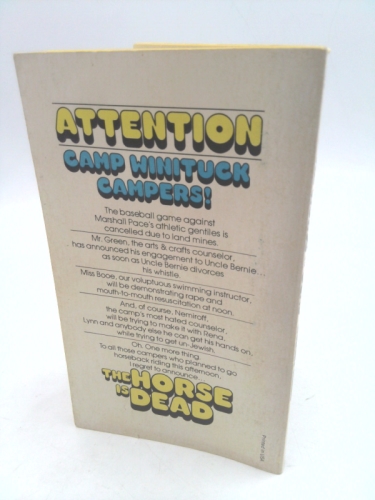 ATTENTION
CAMP WINITUCK
CAMPERS!
The baseball game against
Marshall Pace's athletic gentiles is
cancelled due to land mines.
Mr. Green, the arts & crafts counselor,
has announced his engagement to Uncle Bernie
as soon as Uncle Bernie divorces
his whistle.
Miss Booe, our voluptuous swimming instructor,
will be demonstrating rape and
mouth-to-mouth resuscitation at noon.
And, of course, Nemiroff,
the camp's most hated counselor,
will be trying to make it with Rena,
Lynn and anybody else he can get his hands on,
while trying to get un-Jewish.
Oh. One more thing.
To all those campers who planned to go
horseback riding this afternoon,
I regret to announce...
THE HORSE
IS DEAD
Printed in USA